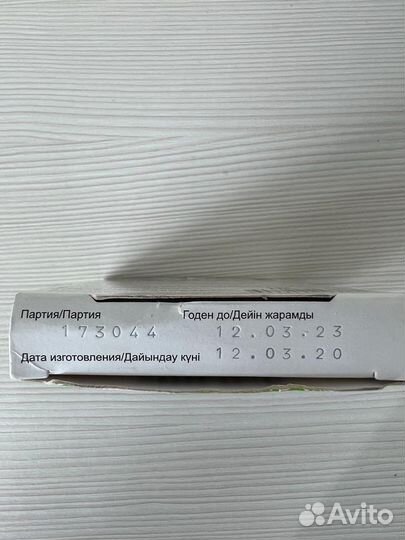 Партия/Партия Годен до/Дейін жарамды
173044 12.03.23
Дата изготовления/Дайындау күні 12.03.20
Avito